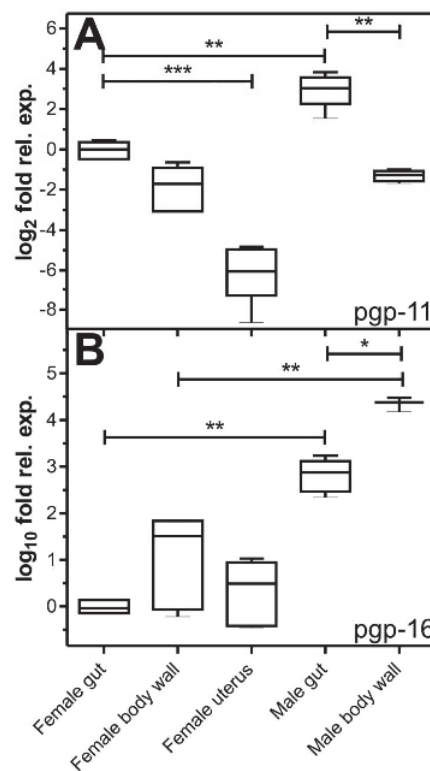 A
6
4
2
0
-2
-4
-6
-8
log₂ fold rel. exp.
**
**
***
pgp-11
B
5
4
3
2
1
0
log₁₀ fold rel. exp.
*
**
**
pgp-16
Female gut
Female body wall
Female uterus
Male gut
Male body wall